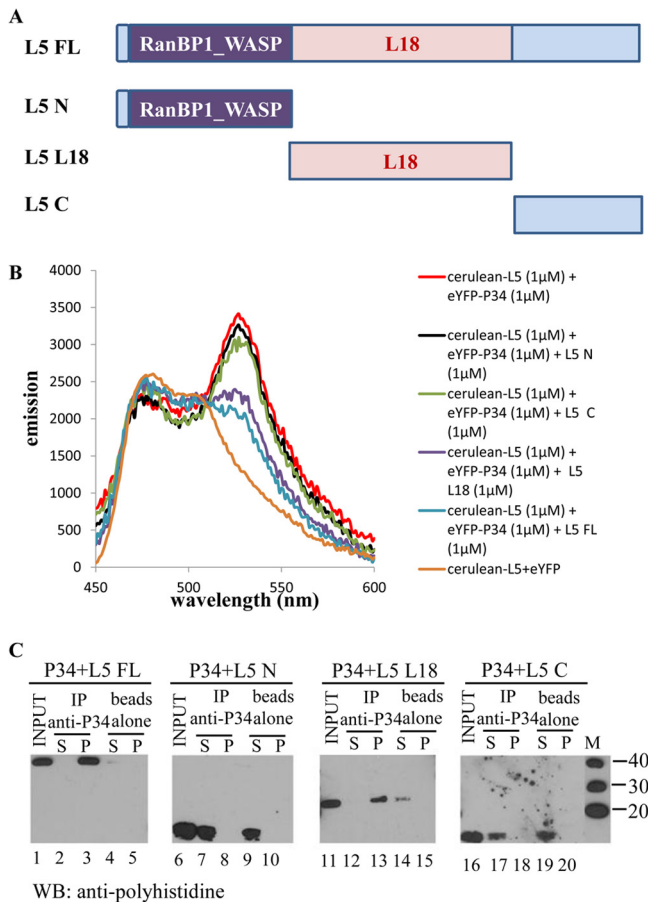 A
L5 FL
RanBP1_WASP
L18
L5 N
RanBP1_WASP
L5 L18
L18
L5 C
B
emission
4000
3500
3000
2500
2000
1500
1000
500
0
450
500
550
600
wavelength (nm)
cerulean-L5 (1µM) +
eYFP-P34 (1µM)
cerulean-L5 (1µM) +
eYFP-P34 (1µM) + L5 N
(1µM)
cerulean-L5 (1µM) +
eYFP-P34 (1µM) + L5 C
(1µM)
cerulean-L5 (1µM) +
eYFP-P34 (1µM) + L5
L18 (1µM)
cerulean-L5 (1µM) +
eYFP-P34 (1µM) + L5 FL
(1µM)
cerulean-L5+eYFP
C
P34+L5 FL
INPUT
IP
anti-P34
beads
alone
S P S P
1 2 3 4 5
P34+L5 N
INPUT
IP
anti-P34
beads
alone
S P S P
6 7 8 9 10
P34+L5 L18
INPUT
IP
anti-P34
beads
alone
S P S P
11 12 13 14 15
P34+L5 C
INPUT
IP
anti-P34
beads
alone
S P S P M
40
30
20
16 17 18 19 20
WB: anti-polyhistidine